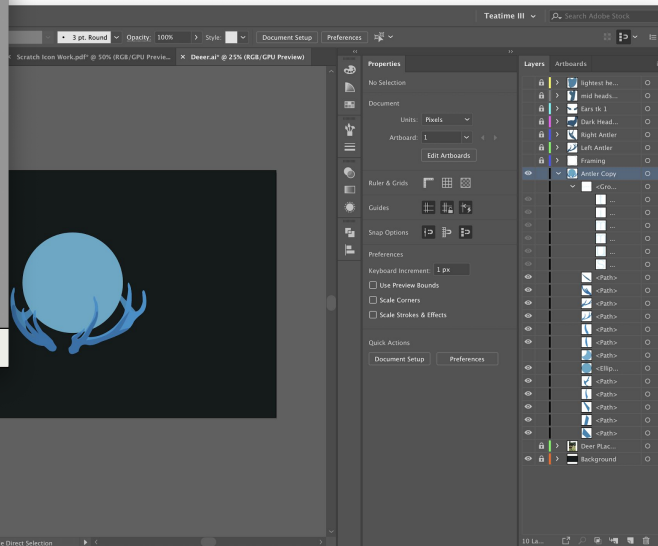 Teatime III
Search Adobe Stock
3 pt. Round
Opacity: 100%
Style:
Document Setup
Preferences
× Scratch Icon Work.pdf* @ 50% (RGB/GPU Previe...
× Deeer.ai* @ 25% (RGB/GPU Preview)
Properties
No Selection
Document
Units: Pixels
Artboard: 1
Edit Artboards
Ruler & Grids
Guides
Snap Options
Preferences
Keyboard Increment: 1 px
Use Preview Bounds
Scale Corners
Scale Strokes & Effects
Quick Actions
Document Setup
Preferences
Layers
Artboards
lightest he...
mid heads...
Ears tk 1
Dark Head...
Right Antler
Left Antler
Framing
Antler Copy
<Gro...
...
...
...
...
...
...
<Path>
<Path>
<Path>
<Path>
<Path>
<Path>
<Path>
<Ellip...
<Path>
<Path>
<Path>
<Path>
<Path>
Deer PLac...
Background
10 La...
e Direct Selection